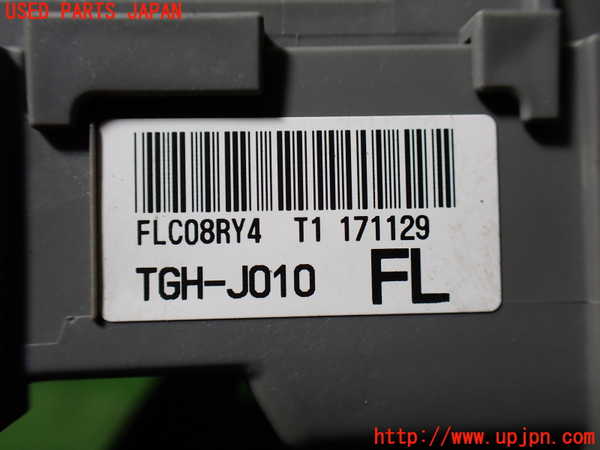 USED PARTS JAPAN
FLC08RY4 T1 171129
TGH-J010 FL
http://www.upjpn.com/